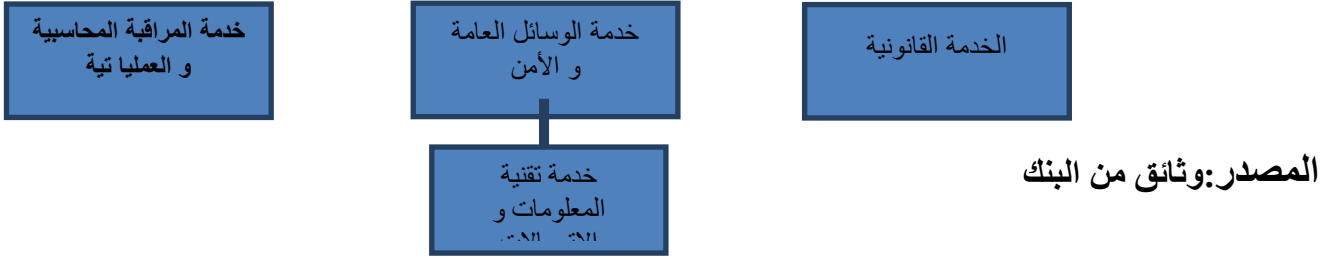 الخدمة القانونية
خدمة الوسائل العامة
و الأمن
خدمة المراقبة المحاسبية
و العمليا تية
خدمة تقنية
المعلومات و
المصدر:وثائق من البنك